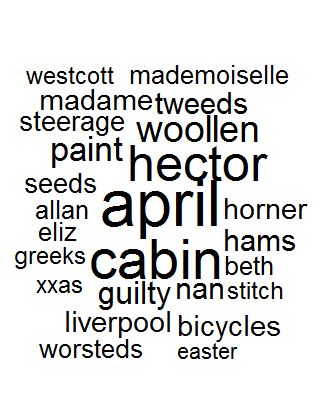 westcott mademoiselle
madame tweeds
steerage woollen
paint hector
seeds
allan april horner
eliz
greeks cabin hams
beth
xxas guilty nan stitch
liverpool bicycles
worsteds easter